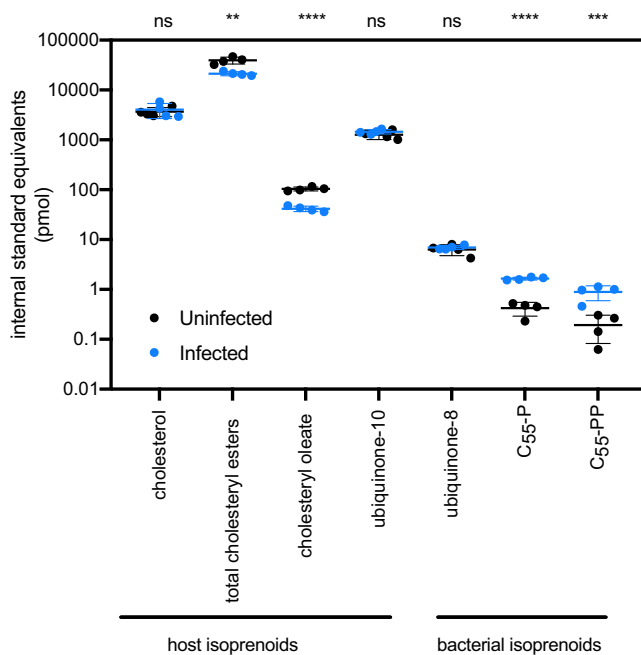 ns ** **** ns ns **** ***
internal standard equivalents
(pmol)
100000
10000
1000
100
10
1
0.1
0.01
Uninfected
Infected
cholesterol
total cholesteryl esters
cholesteryl oleate
ubiquinone-10
ubiquinone-8
C55-P
C55-PP
host isoprenoids
bacterial isoprenoids